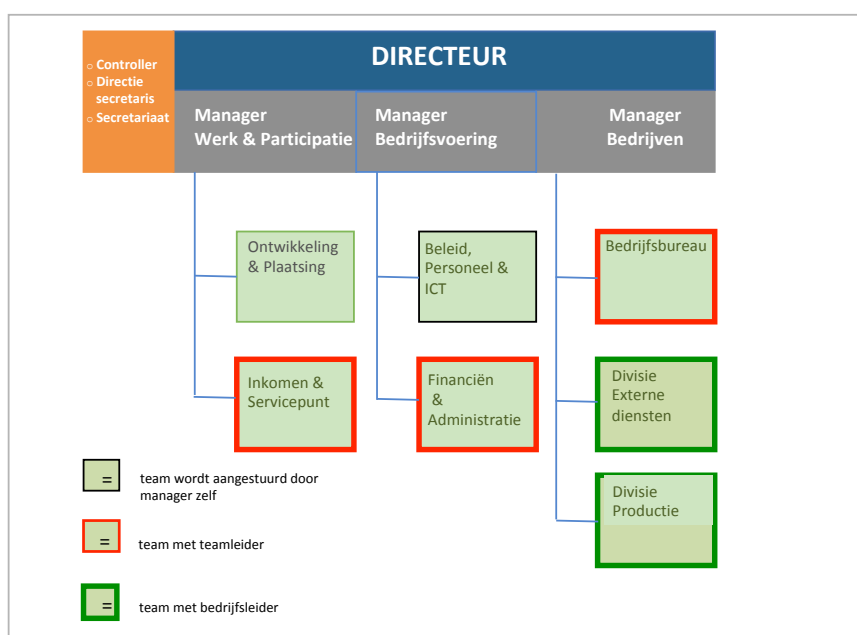 DIRECTEUR
○ Controller
○ Directie
secretaris
○ Secretariaat
Manager
Werk & Participatie
Manager
Bedrijfsvoering
Manager
Bedrijven
Ontwikkeling
& Plaatsing
Beleid,
Personeel &
ICT
Bedrijfsbureau
Inkomen &
Servicepunt
Financiën
&
Administratie
Divisie
Externe
diensten
Divisie
Productie
= team wordt aangestuurd door
manager zelf
= team met teamleider
= team met bedrijfsleider